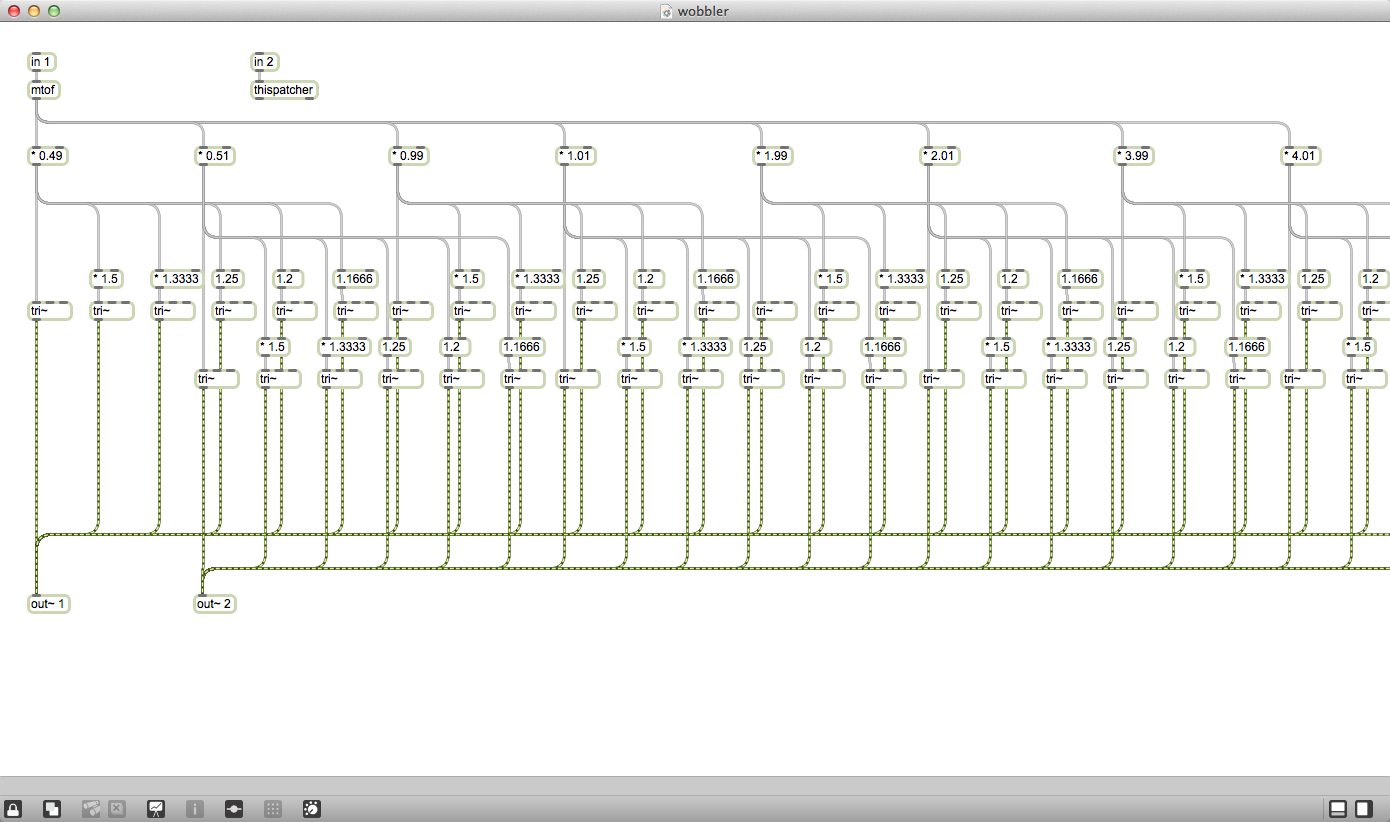 wobbler
in 1 in 2
mtof thispatcher
* 0.49 * 0.51 * 0.99 * 1.01 * 1.99 * 2.01 * 3.99 * 4.01
* 1.5 * 1.3333 1.25 1.2 1.1666 * 1.5 * 1.3333 1.25 1.2 1.1666 * 1.5 * 1.3333 1.25 1.2 1.1666 * 1.5 * 1.3333 1.25 1.2
tri~ tri~ tri~ tri~ tri~ tri~ tri~ tri~ tri~ tri~ tri~ tri~ tri~ tri~ tri~ tri~ tri~ tri~ tri~ tri~ tri~ tri~ tri~
* 1.5 * 1.3333 1.25 1.2 1.1666 * 1.5 * 1.3333 1.25 1.2 1.1666 * 1.5 * 1.3333 1.25 1.2 1.1666 * 1.5
tri~ tri~ tri~ tri~ tri~ tri~ tri~ tri~ tri~ tri~ tri~ tri~ tri~ tri~ tri~ tri~ tri~ tri~ tri~ tri~
out~ 1 out~ 2